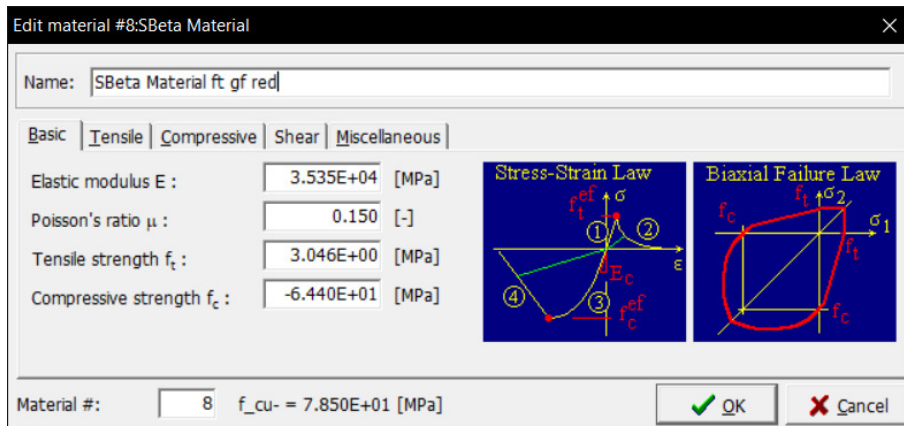 Edit material #8:SBeta Material
Name: SBeta Material ft gf red
Basic Tensile Compressive Shear Miscellaneous
Elastic modulus E : 3.535E+04 [MPa]
Poisson's ratio μ : 0.150 [-]
Tensile strength ft : 3.046E+00 [MPa]
Compressive strength fc : -6.440E+01 [MPa]
Stress-Strain Law
ft ef σ
1 2
ε
Ec
4 3
fc ef
Biaxial Failure Law
ft σ2
fc σ1
ft
fc
Material #: 8 f_cu- = 7.850E+01 [MPa]
OK Cancel